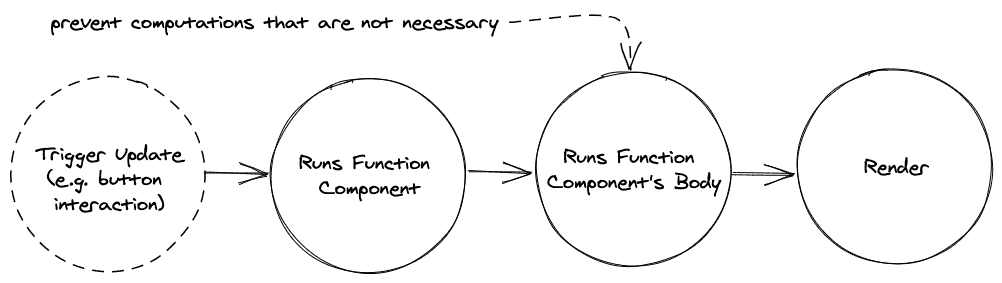 prevent computations that are not necessary
Trigger Update
(e.g. button
interaction)
Runs Function
Component
Runs Function
Component's Body
Render